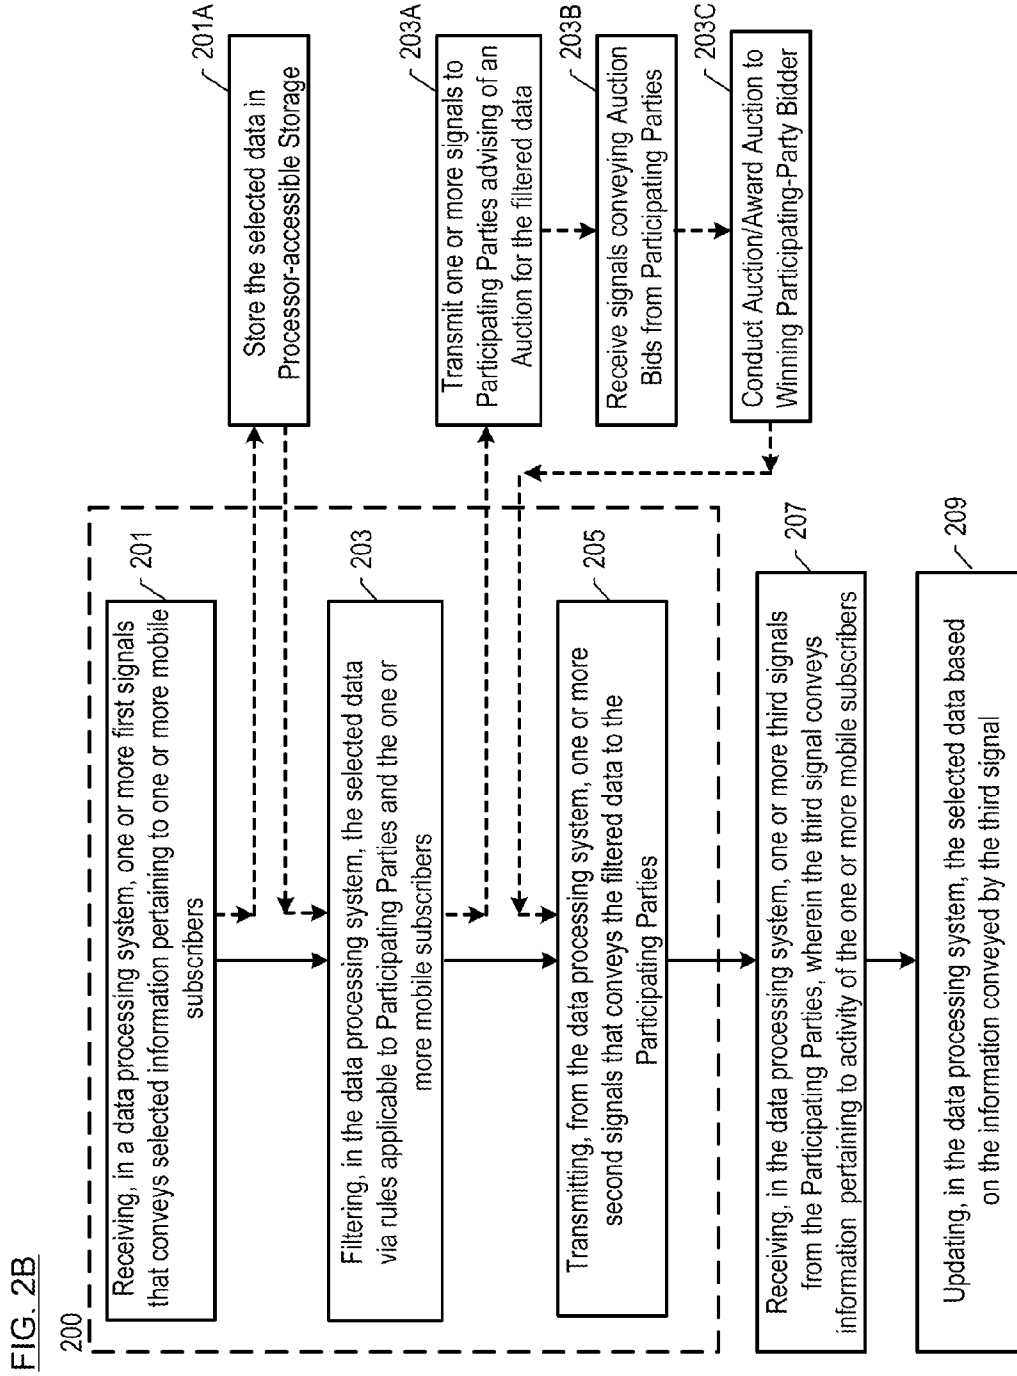 FIG. 2B
200
201
Receiving, in a data processing system, one or more first signals
that conveys selected information pertaining to one or more mobile
subscribers
201A
Store the selected data in
Processor-accessible Storage
203
Filtering, in the data processing system, the selected data
via rules applicable to Participating Parties and the one or
more mobile subscribers
203A
Transmit one or more signals to
Participating Parties advising of an
Auction for the filtered data
203B
Receive signals conveying Auction
Bids from Participating Parties
203C
Conduct Auction/Award Auction to
Winning Participating-Party Bidder
205
Transmitting, from the data processing system, one or more
second signals that conveys the filtered data to the
Participating Parties
207
Receiving, in the data processing system, one or more third signals
from the Participating Parties, wherein the third signal conveys
information pertaining to activity of the one or more mobile subscribers
209
Updating, in the data processing system, the selected data based
on the information conveyed by the third signal